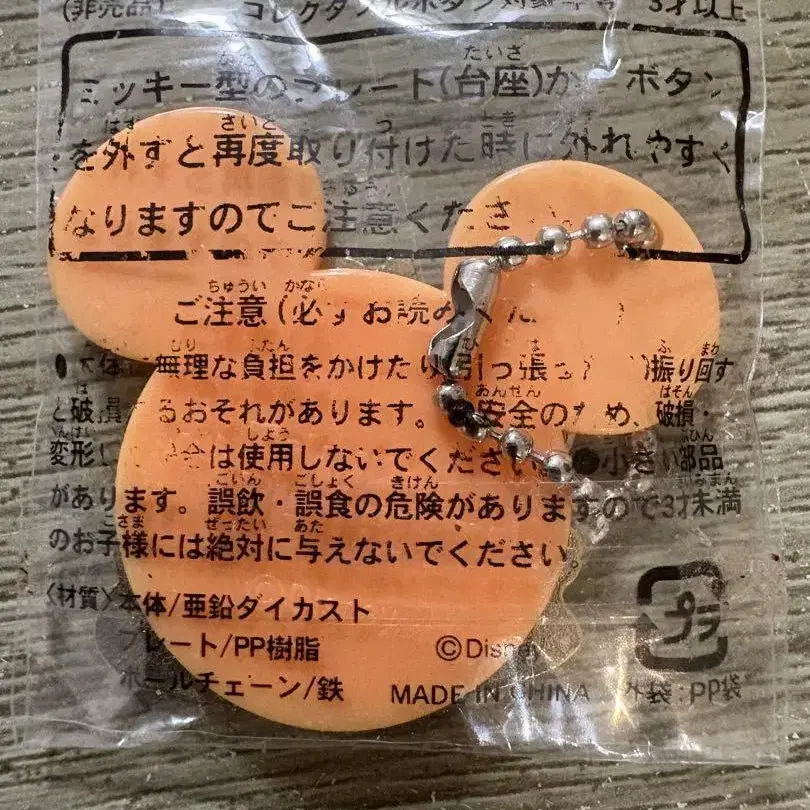 (非売品) コレクタブルボタン対象年令 3才以上
ミッキー型のプレート(台座)からボタン
を外すと再度取り付けた時に外れやすく
なりますのでご注意くださ
ご注意(必ずお読みくだ
●本体に無理な負担をかけたり引っ張っ 振り回す
と破損するおそれがあります。 安全のため、破損・
変形し は使用しないでください。●小さい部品
があります。誤飲・誤食の危険がありますので3才未満
のお子様には絶対に与えないでください。
〈材質〉本体/亜鉛ダイカスト
プレート/PP樹脂
ボールチェーン/鉄
©Disney
MADE IN CHINA
プラ
外袋:PP袋